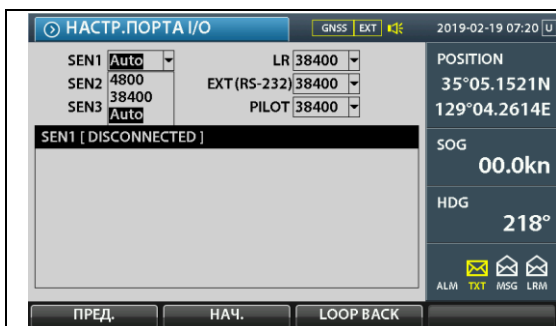 НАСТР.ПОРТА I/O
GNSS EXT
2019-02-19 07:20 U
SEN1 Auto
LR 38400
SEN2 4800
38400
Auto
EXT(RS-232) 38400
SEN3
PILOT 38400
SEN1 [ DISCONNECTED ]
POSITION
35°05.1521N
129°04.2614E
SOG
00.0kn
HDG
218°
ALM TXT MSG LRM
ПРЕД.
НАЧ.
LOOP BACK